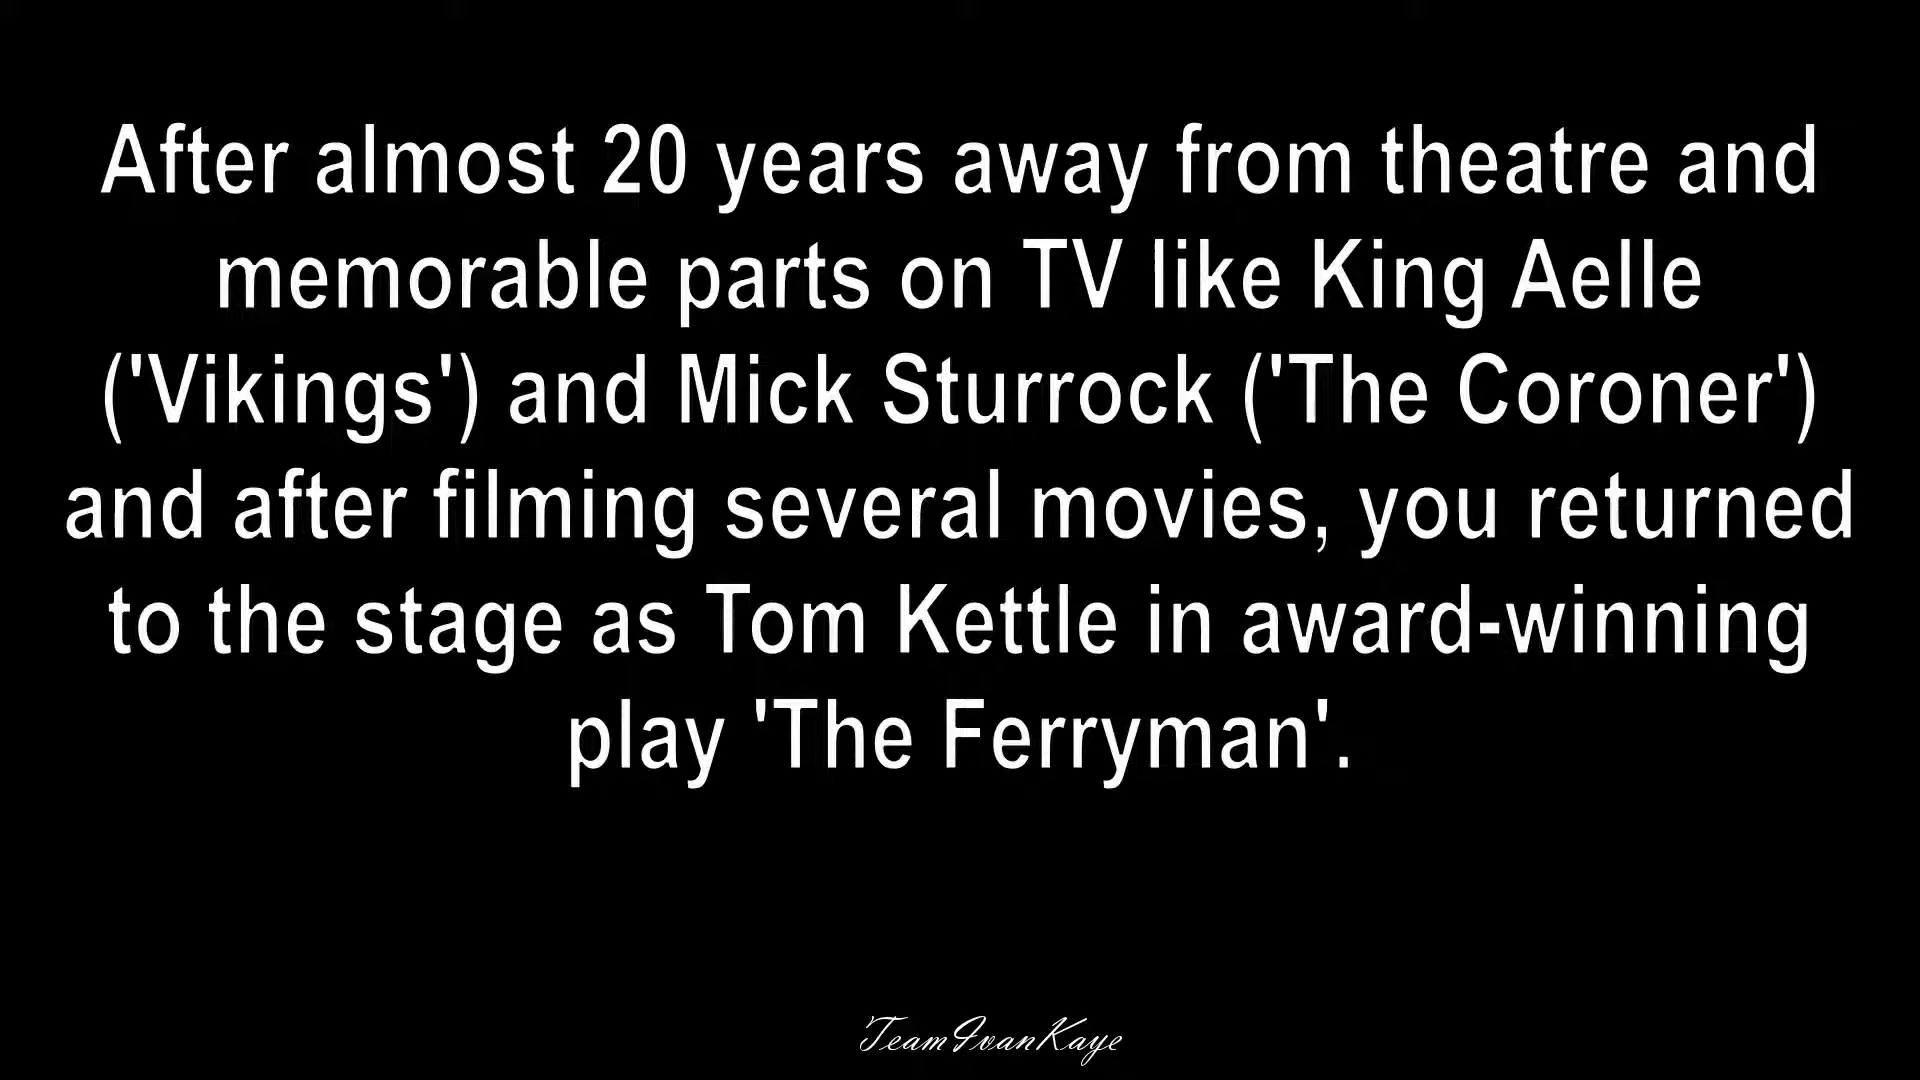 After almost 20 years away from theatre and
memorable parts on TV like King Aelle
('Vikings') and Mick Sturrock ('The Coroner')
and after filming several movies, you returned
to the stage as Tom Kettle in award-winning
play 'The Ferryman'.
TeamIvanKaye